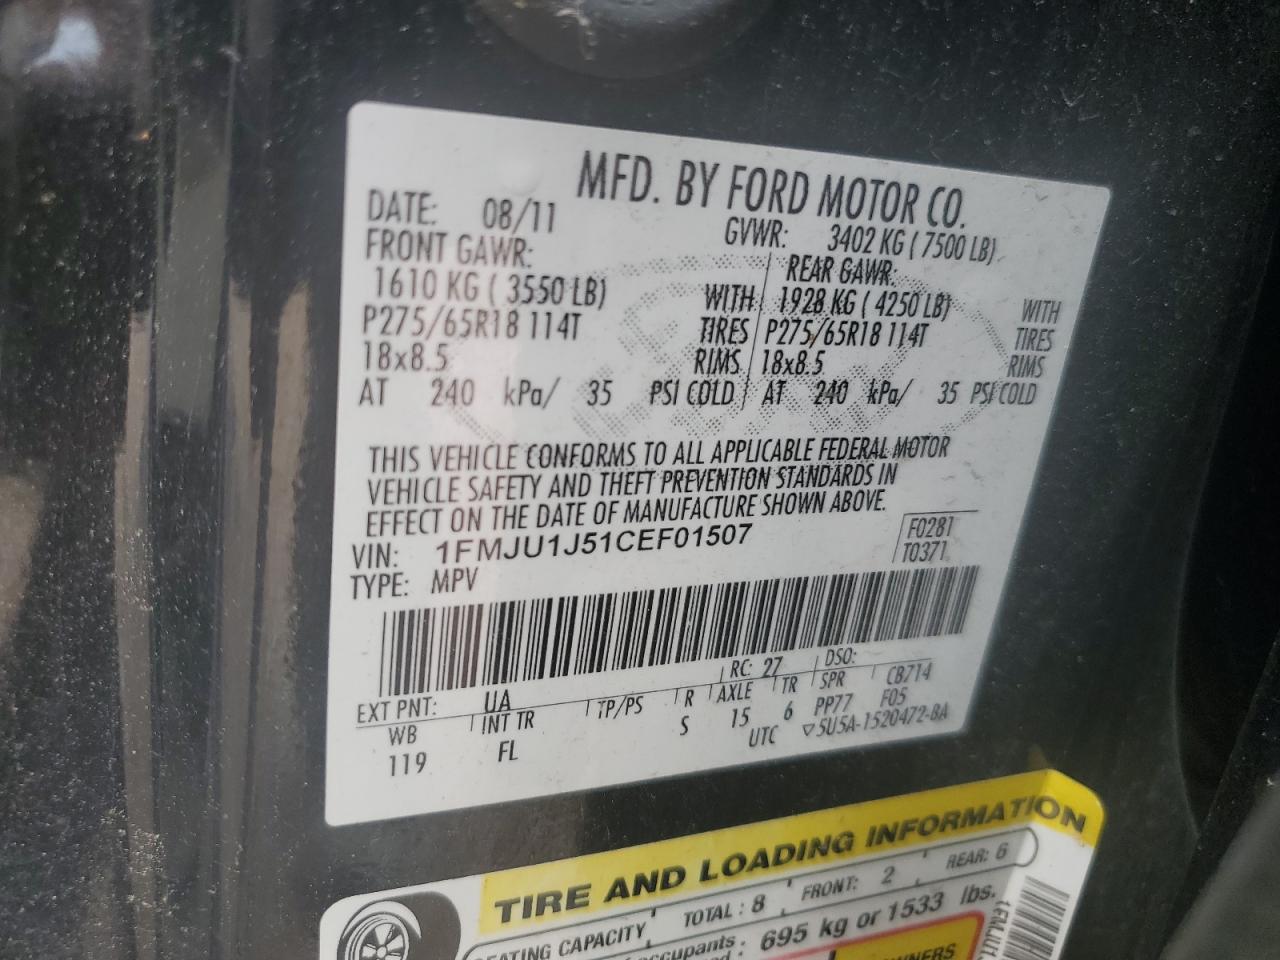 MFD. BY FORD MOTOR CO.
DATE: 08/11 GVWR: 3402 KG ( 7500 LB)
FRONT GAWR: REAR GAWR:
1610 KG ( 3550 LB) WITH 1928 KG ( 4250 LB) WITH
P275/65R18 114T TIRES P275/65R18 114T TIRES
18x8.5 RIMS 18x8.5 RIMS
AT 240 kPa/ 35 PSI COLD AT 240 kPa/ 35 PSI COLD
THIS VEHICLE CONFORMS TO ALL APPLICABLE FEDERAL MOTOR
VEHICLE SAFETY AND THEFT PREVENTION STANDARDS IN
EFFECT ON THE DATE OF MANUFACTURE SHOWN ABOVE.
VIN: 1FMJU1J51CEF01507 F0281
TYPE: MPV T0371
EXT PNT: UA RC: 27 DSO:
WB INT TR TP/PS R AXLE TR SPR CB714
119 FL S 15 6 PP77 F05
UTC ▽5U5A-1520472-BA
TIRE AND LOADING INFORMATION
SEATING CAPACITY TOTAL : 8 FRONT: 2 REAR: 6
occupants 695 kg or 1533 lbs.
OWNERS